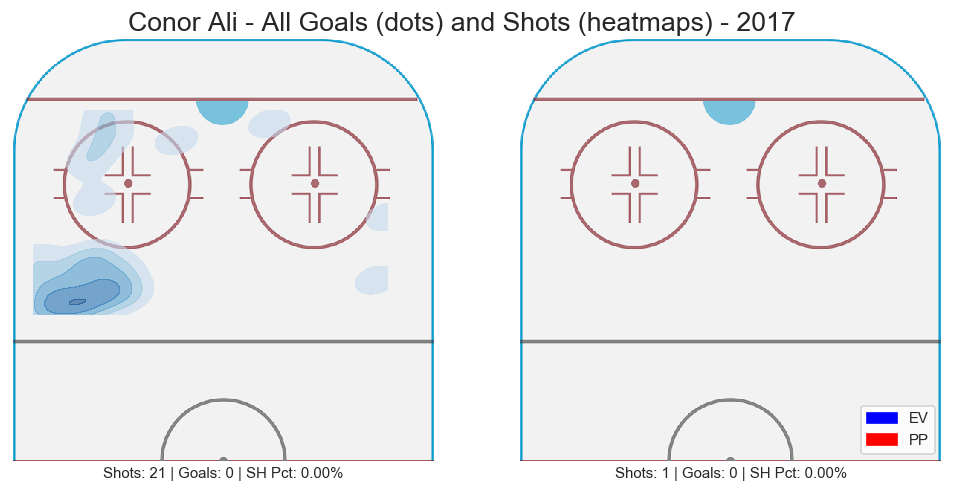 Conor Ali - All Goals (dots) and Shots (heatmaps) - 2017
EV
PP
Shots: 21 | Goals: 0 | SH Pct: 0.00%
Shots: 1 | Goals: 0 | SH Pct: 0.00%